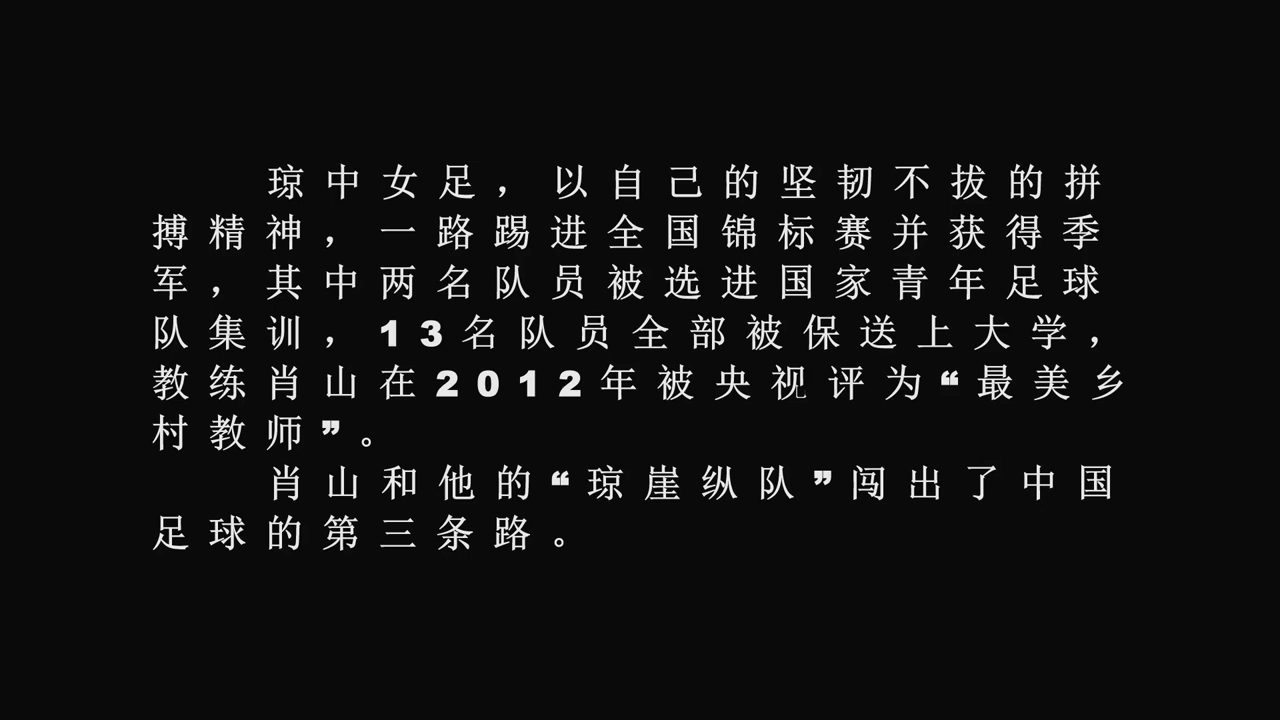 琼中女足，以自己的坚韧不拔的拼
搏精神，一路踢进全国锦标赛并获得季
军，其中两名队员被选进国家青年足球
队集训，13名队员全部被保送上大学，
教练肖山在2012年被央视评为“最美乡
村教师”。
肖山和他的“琼崖纵队”闯出了中国
足球的第三条路。